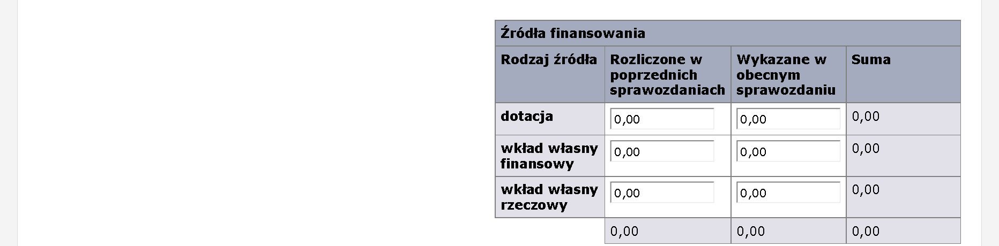 Źródła finansowania
Rodzaj źródła
Rozliczone w
poprzednich
sprawozdaniach
Wykazane w
obecnym
sprawozdaniu
Suma
dotacja
0,00
0,00
0,00
wkład własny
finansowy
0,00
0,00
0,00
wkład własny
rzeczowy
0,00
0,00
0,00
0,00
0,00
0,00